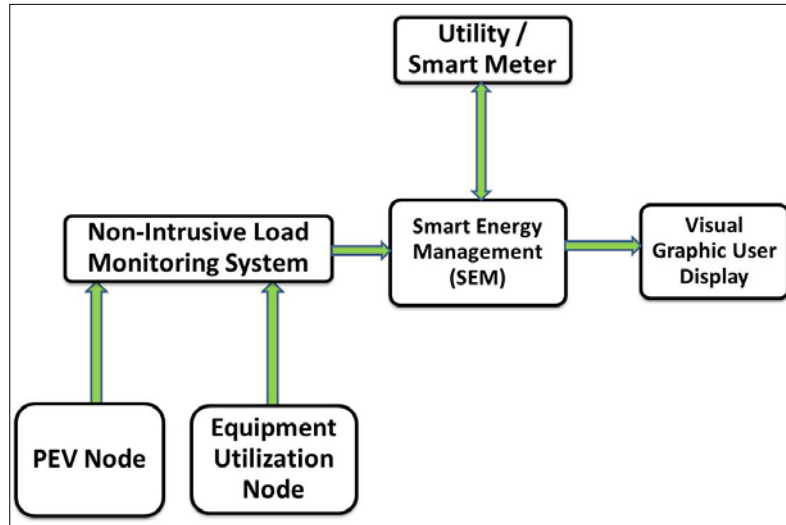 Utility /
Smart Meter
Non-Intrusive Load
Monitoring System
Smart Energy
Management
(SEM)
Visual
Graphic User
Display
PEV Node
Equipment
Utilization
Node